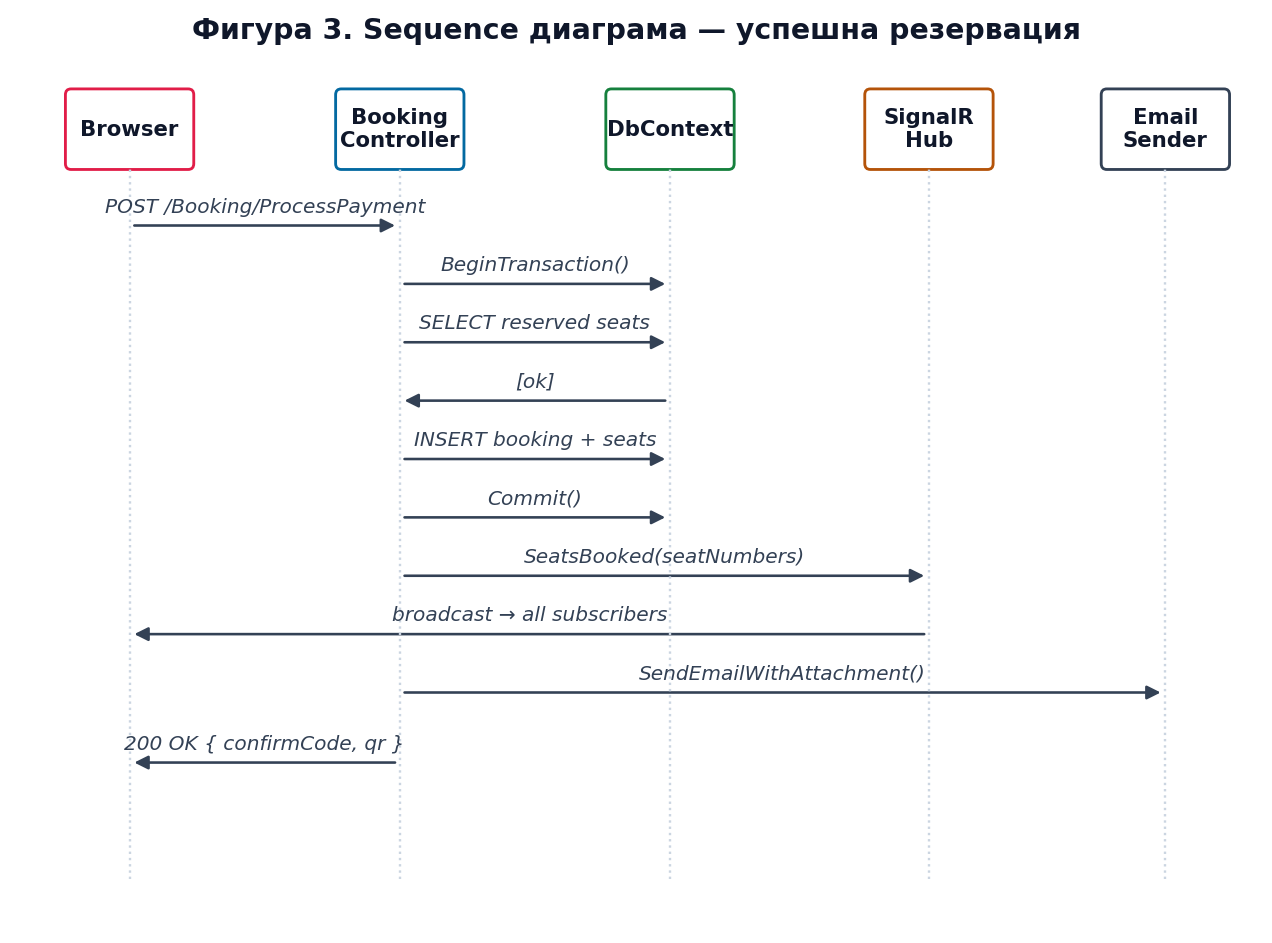 Фигура 3. Sequence диаграма — успешна резервация
Browser
Booking
Controller
DbContext
SignalR
Hub
Email
Sender
POST /Booking/ProcessPayment
BeginTransaction()
SELECT reserved seats
[ok]
INSERT booking + seats
Commit()
SeatsBooked(seatNumbers)
broadcast → all subscribers
SendEmailWithAttachment()
200 OK { confirmCode, qr }